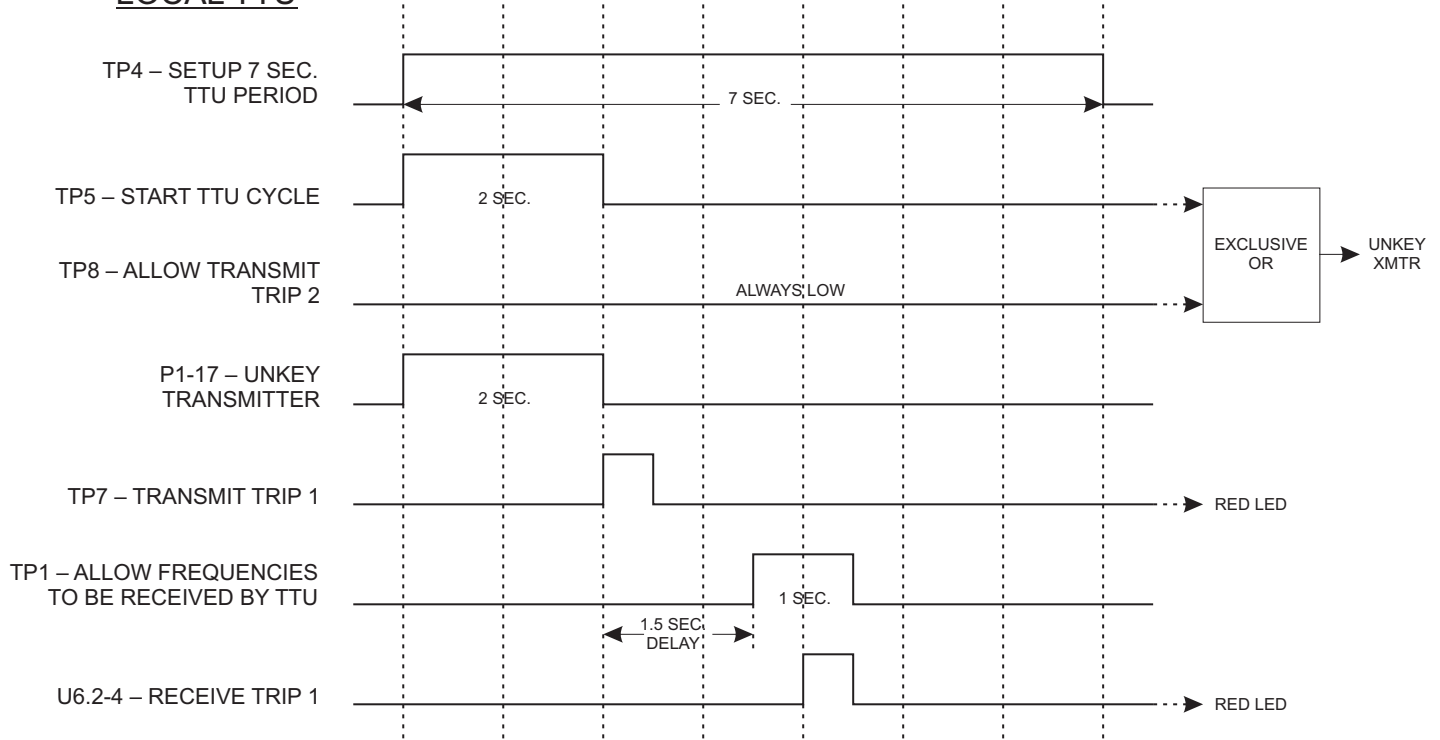 LOCAL TTU
TP4 – SETUP 7 SEC.
TTU PERIOD
7 SEC.
TP5 – START TTU CYCLE
2 SEC.
EXCLUSIVE
OR
UNKEY
XMTR
TP8 – ALLOW TRANSMIT
TRIP 2
ALWAYS LOW
P1-17 – UNKEY
TRANSMITTER
2 SEC.
TP7 – TRANSMIT TRIP 1
RED LED
TP1 – ALLOW FREQUENCIES
TO BE RECEIVED BY TTU
1 SEC.
1.5 SEC.
DELAY
U6.2-4 – RECEIVE TRIP 1
RED LED